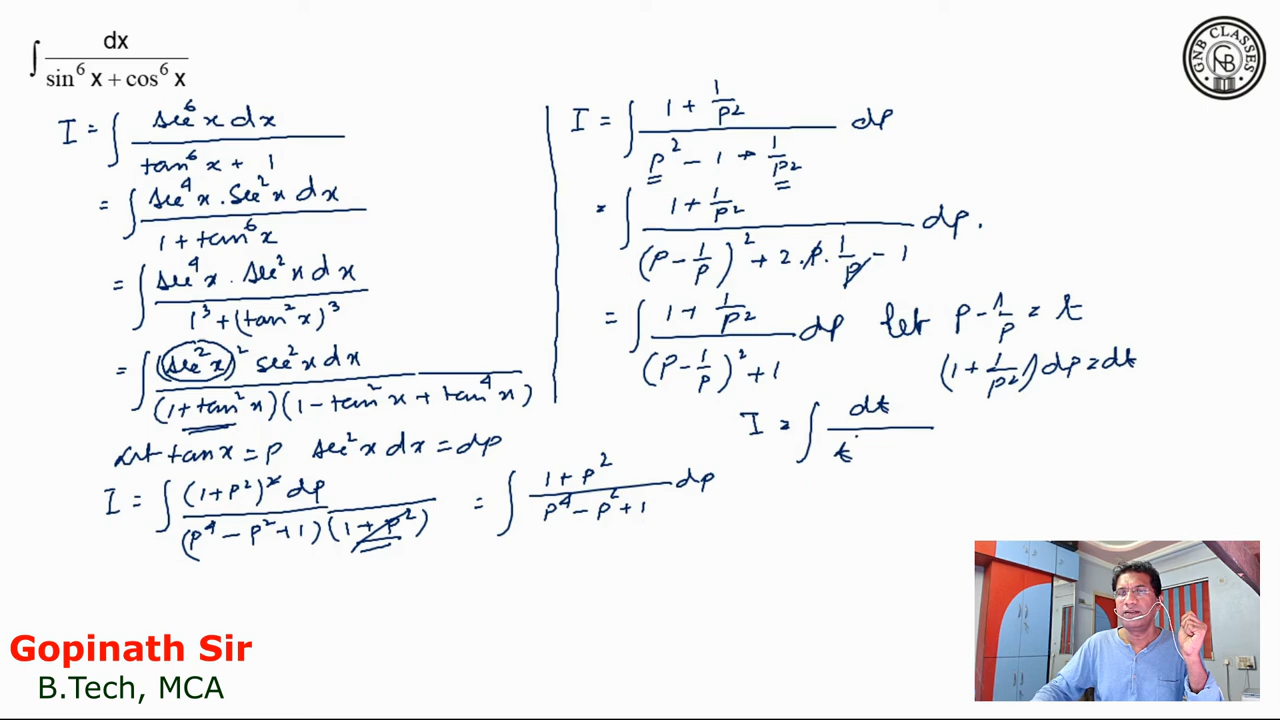 ∫ dx / (sin⁶ x + cos⁶ x)
GNB CLASSES
GNB
I = ∫ sec⁶x dx / (tan⁶x + 1)
= ∫ sec⁴x . sec²x dx / (1 + tan⁶x)
= ∫ sec⁴x . sec²x dx / (1³ + (tan²x)³)
= ∫ (sec²x)² sec²x dx / ((1 + tan²x)(1 - tan²x + tan⁴x))
Let tanx = p sec²x dx = dp
I = ∫ (1+p²)² dp / ((p⁴ - p² + 1)(1+p²)) = ∫ (1+p²) / (p⁴ - p² + 1) dp
I = ∫ (1 + 1/p²) / (p² - 1 + 1/p²) dp
= ∫ (1 + 1/p²) / ((p - 1/p)² + 2.p.1/p - 1) dp.
= ∫ (1 + 1/p²) / ((p - 1/p)² + 1) dp let p - 1/p = t
(1 + 1/p²) dp = dt
I = ∫ dt / t
Gopinath Sir
B.Tech, MCA